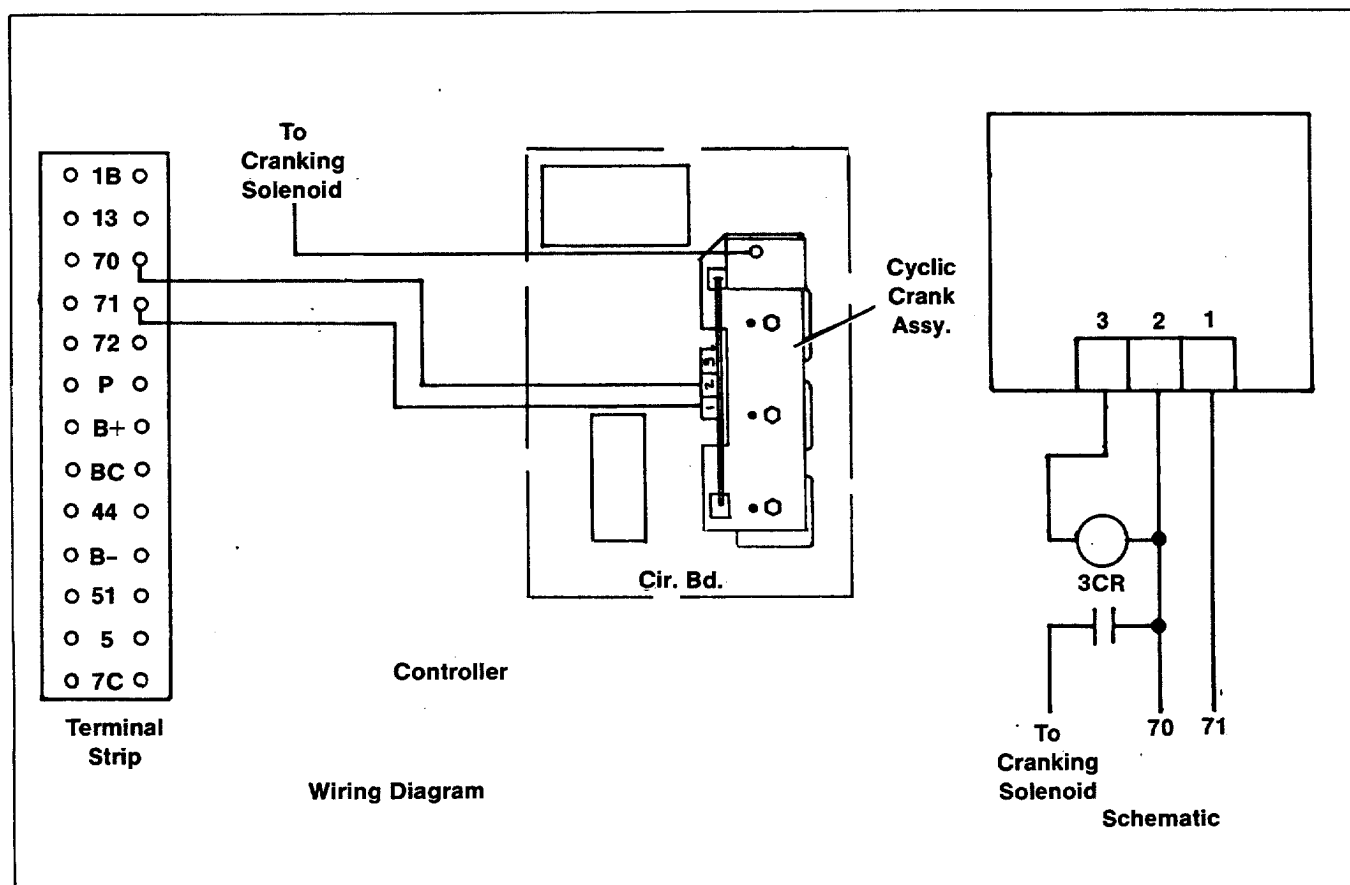 To
Cranking
Solenoid
1B
13
70
71
72
P
B+
BC
44
B-
51
5
7C
Terminal
Strip
3
2
1
Cyclic
Crank
Assy.
Cir. Bd.
Controller
Wiring Diagram
3 2 1
3CR
To
Cranking
Solenoid
70 71
Schematic